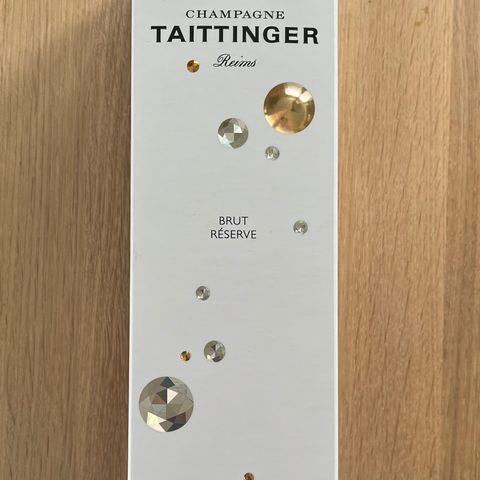 CHAMPAGNE
TAITTINGER
Reims
BRUT
RÉSERVE